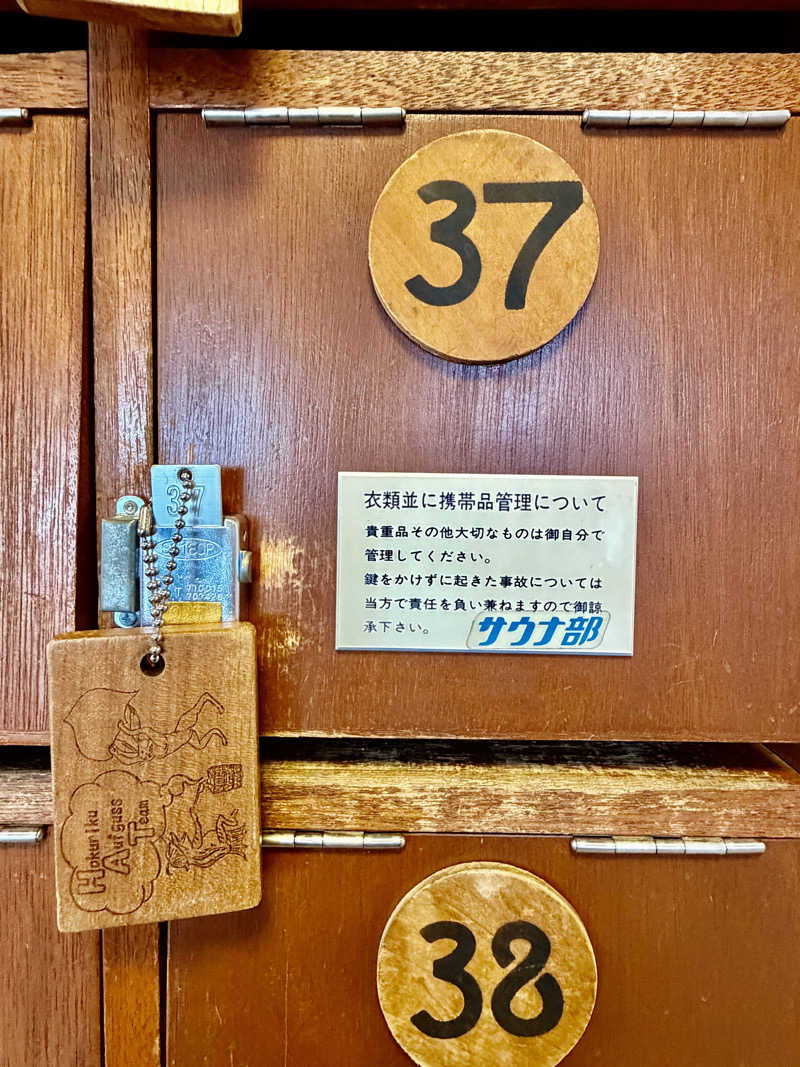 37
衣類並に携帯品管理について
貴重品その他大切なものは御自分で
管理してください。
鍵をかけずに起きた事故については
当方で責任を負い兼ねますので御諒
承下さい。
サウナ部
37
Hokuriku
Aufguss
Team
38